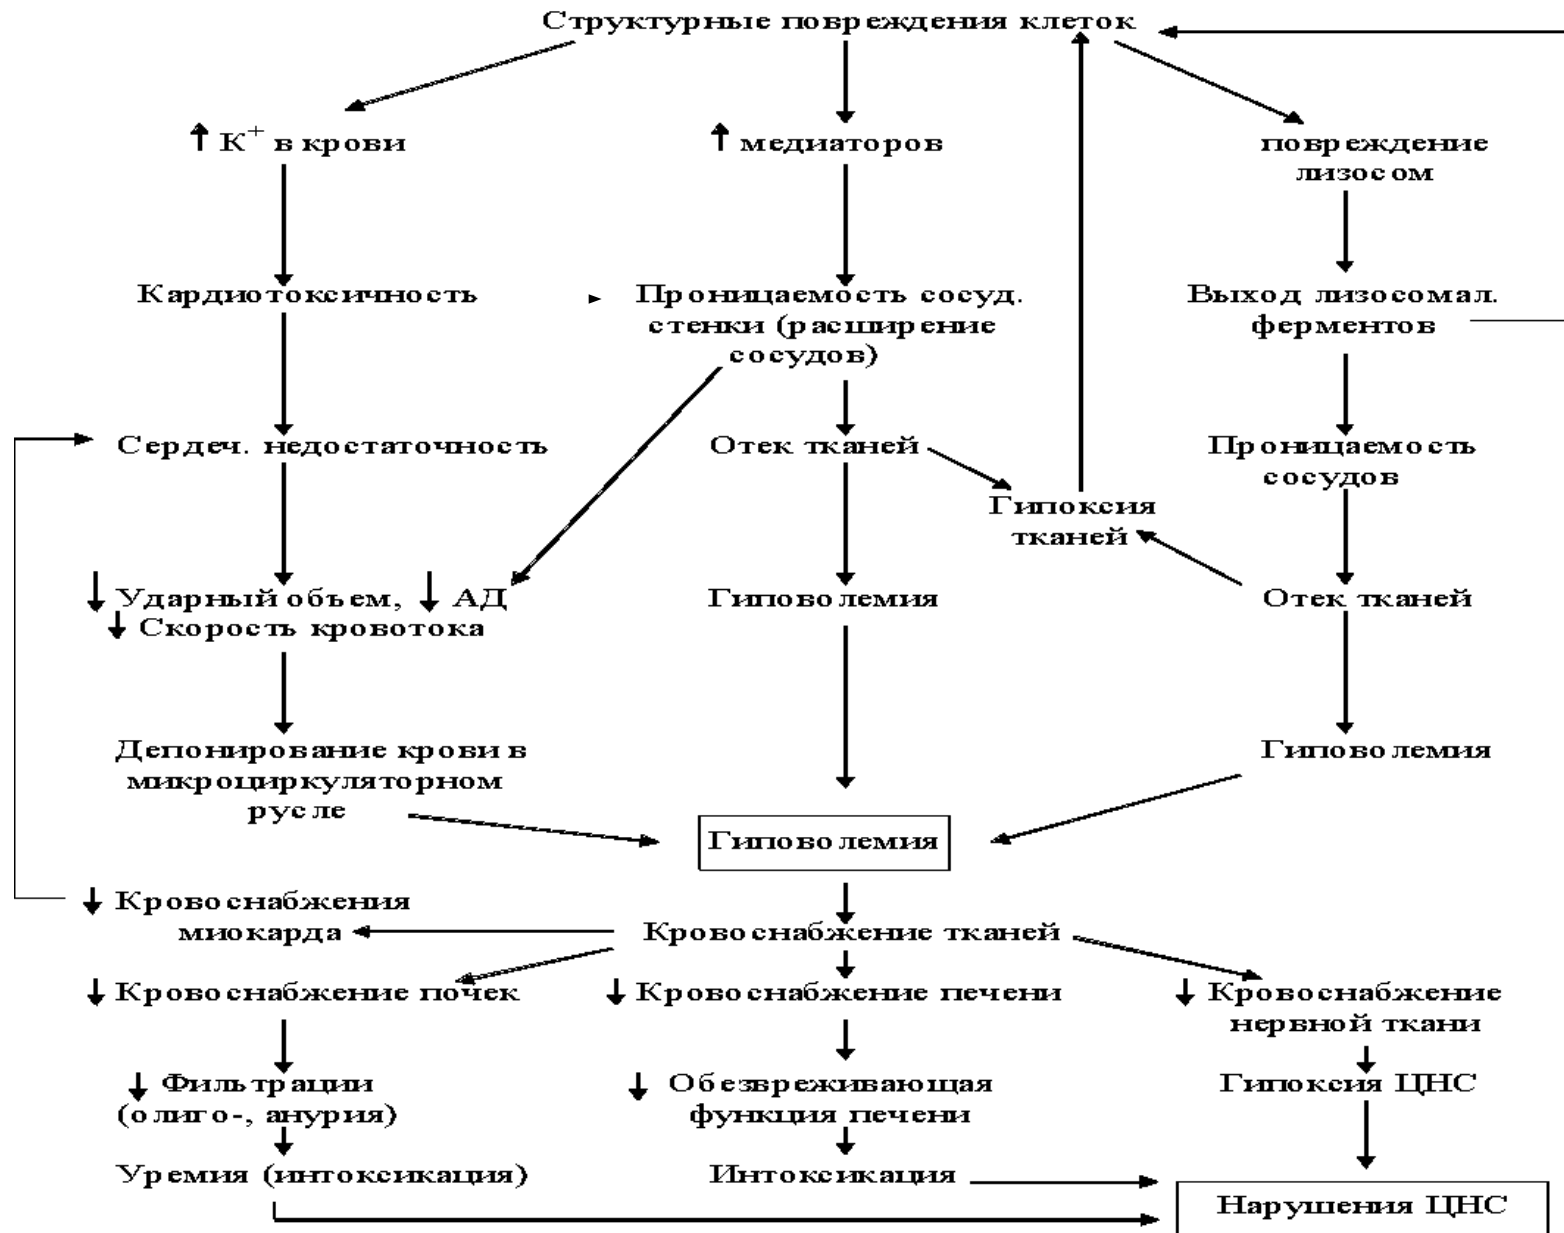 Структурные повреждения клеток
↑ К⁺ в крови
↑ медиаторов
повреждение
лизосом
Кардиотоксичность
Проницаемость сосуд.
стенки (расширение
сосудов)
Выход лизосомал.
ферментов
Сердеч. недостаточность
Отек тканей
Проницаемость
сосудов
Гипоксия
тканей
↓ Ударный объем, ↓ АД
↓ Скорость кровотока
Гиповолемия
Отек тканей
Депонирование крови в
микроциркуляторном
русле
Гиповолемия
Гиповолемия
↓ Кровоснабжения
миокарда
Кровоснабжение тканей
↓ Кровоснабжение почек
↓ Кровоснабжение печени
↓ Кровоснабжение
нервной ткани
↓ Фильтрации
(олиго-, анурия)
↓ Обезвреживающая
функция печени
Гипоксия ЦНС
Уремия (интоксикация)
Интоксикация
Нарушения ЦНС